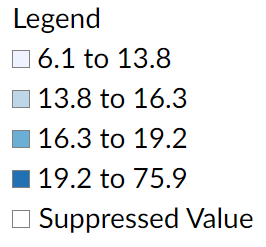 Legend
6.1 to 13.8
13.8 to 16.3
16.3 to 19.2
19.2 to 75.9
Suppressed Value